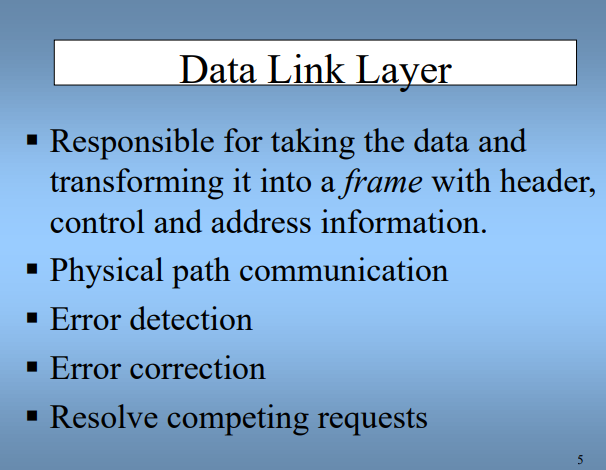 Data Link Layer
▪ Responsible for taking the data and
transforming it into a frame with header,
control and address information.
▪ Physical path communication
▪ Error detection
▪ Error correction
▪ Resolve competing requests
5